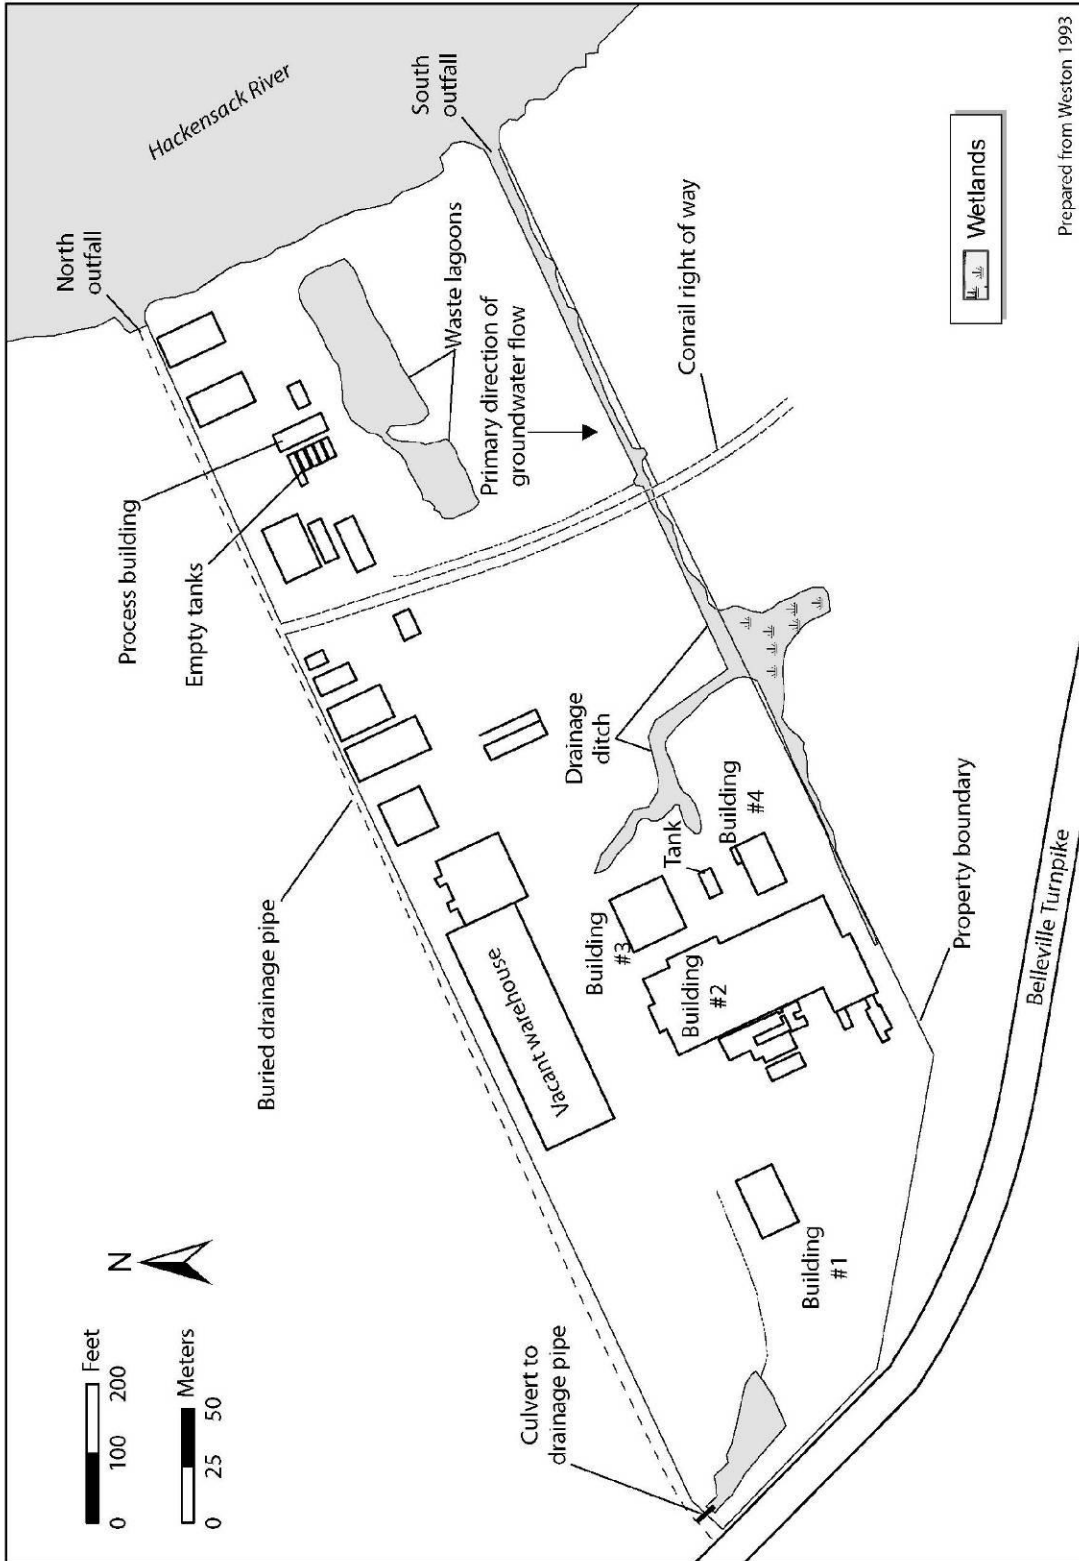 Hackensack River
North
outfall
South
outfall
Process building
Empty tanks
Waste lagoons
Primary direction of
groundwater flow
Conrail right of way
Wetlands
Buried drainage pipe
Drainage
ditch
Vacant warehouse
Building
#3
Tank
Building
#4
Building
#2
Property boundary
Belleville Turnpike
Building
#1
Culvert to
drainage pipe
N
Feet
0 100 200
Meters
0 25 50
Prepared from Weston 1993